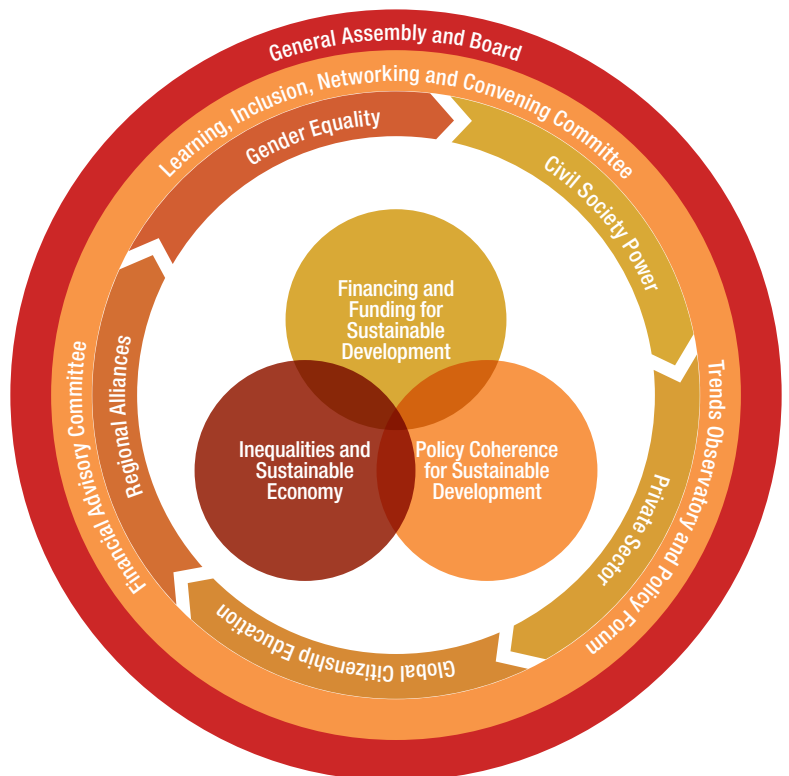 General Assembly and Board
Learning, Inclusion, Networking and Convening Committee
Trends Observatory and Policy Forum
Financial Advisory Committee
Gender Equality
Civil Society Power
Private Sector
Global Citizenship Education
Regional Alliances
Financing and
Funding for
Sustainable
Development
Inequalities and
Sustainable
Economy
Policy Coherence
for Sustainable
Development